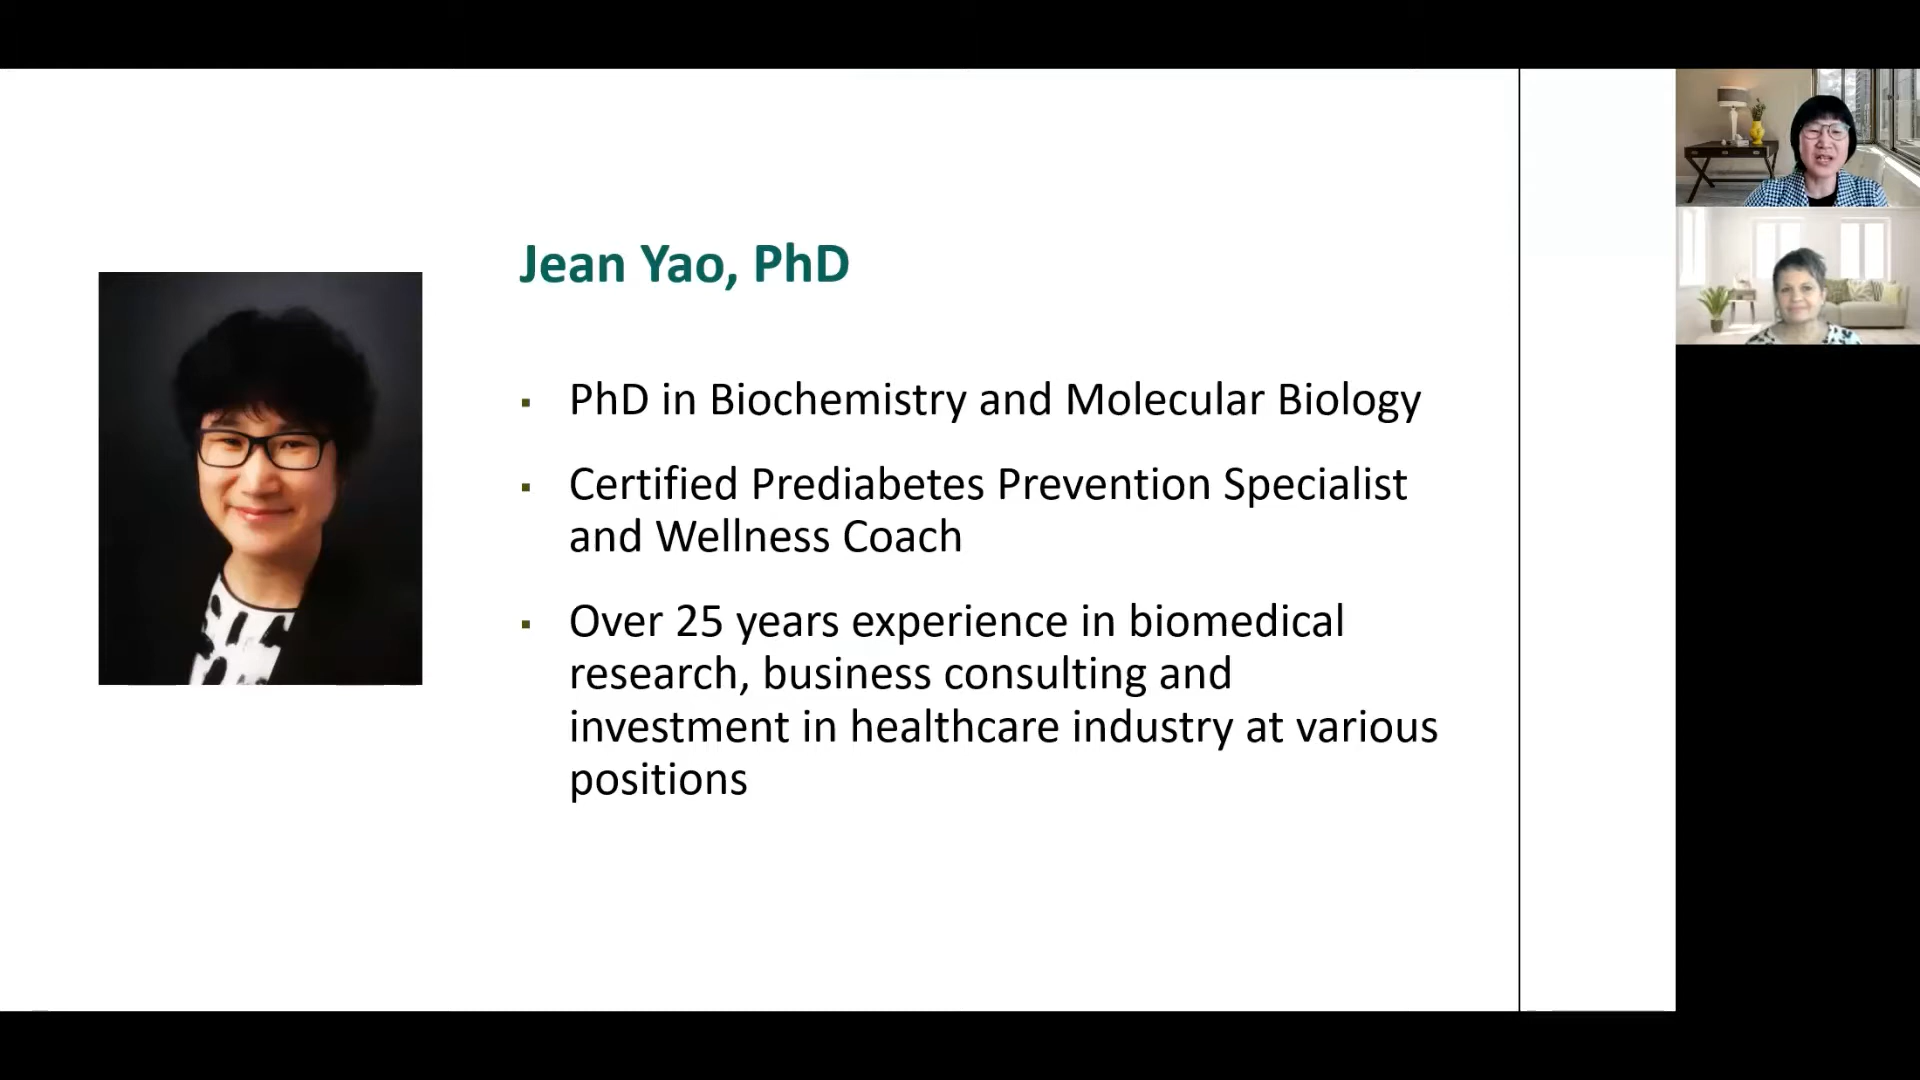 Jean Yao, PhD
▪ PhD in Biochemistry and Molecular Biology
▪ Certified Prediabetes Prevention Specialist
and Wellness Coach
▪ Over 25 years experience in biomedical
research, business consulting and
investment in healthcare industry at various
positions